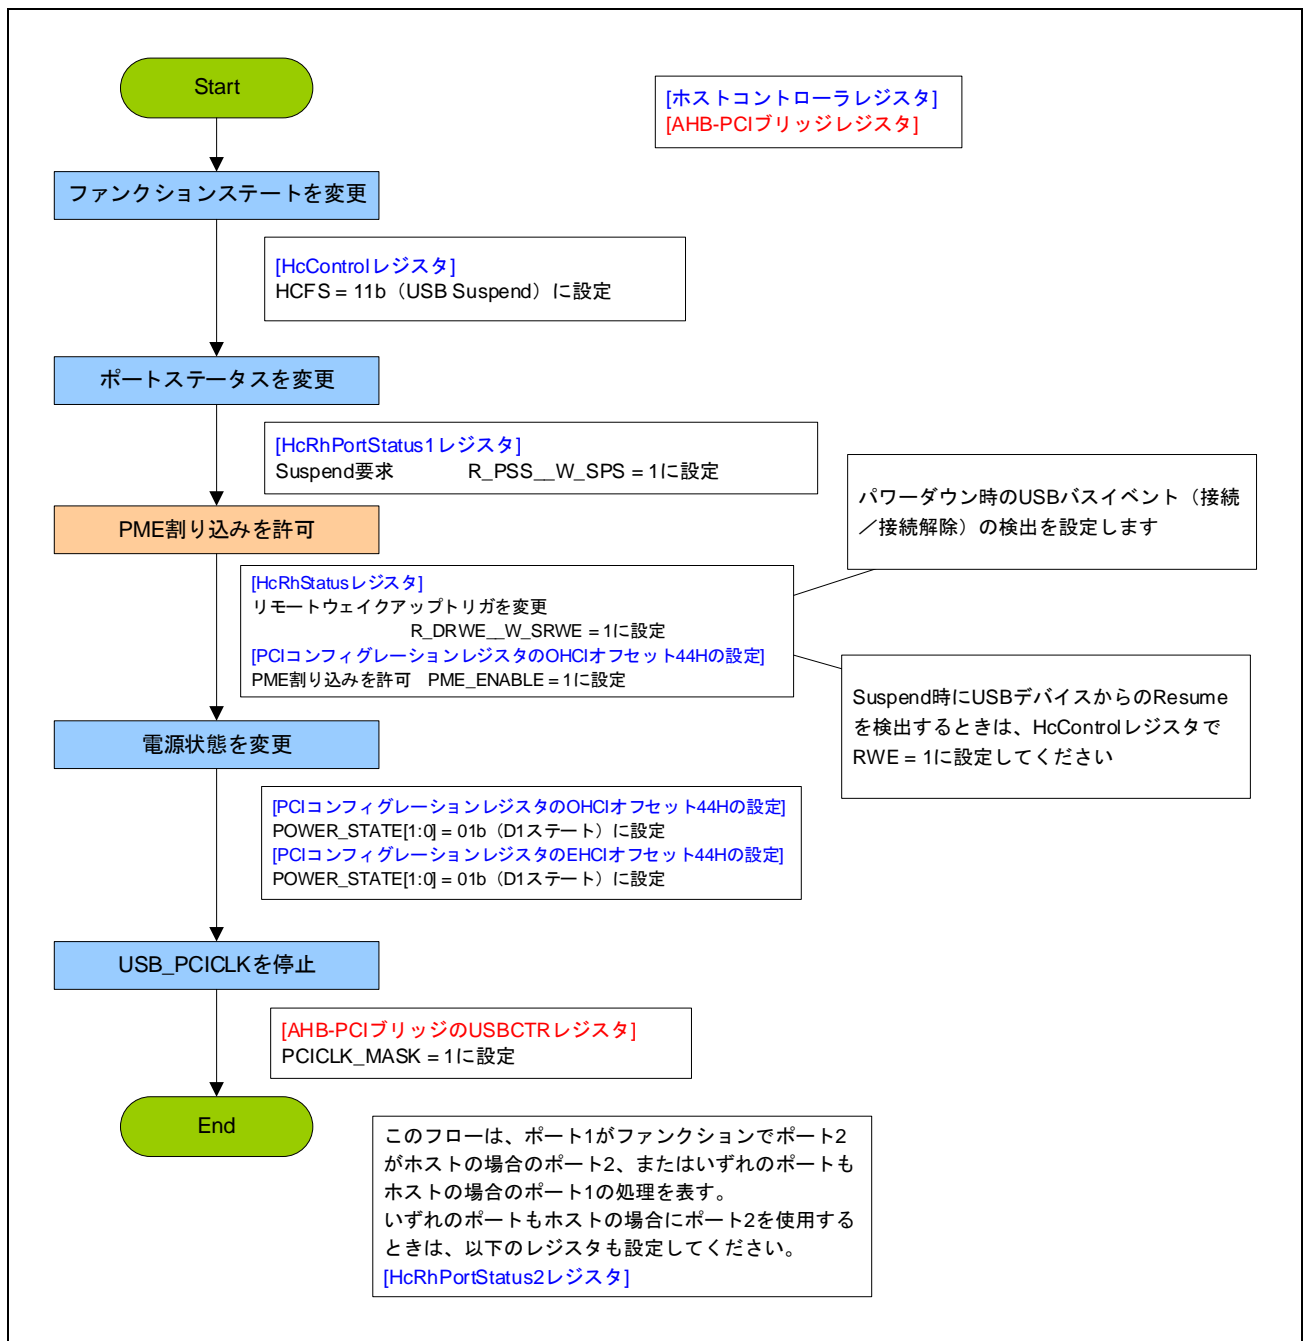 Start
[ホストコントローラレジスタ]
[AHB-PCIブリッジレジスタ]
ファンクションステートを変更
[HcControlレジスタ]
HCFS = 11b（USB Suspend）に設定
ポートステータスを変更
[HcRhPortStatus1レジスタ]
Suspend要求 R_PSS__W_SPS = 1に設定
PME割り込みを許可
パワーダウン時のUSBバスイベント（接続
／接続解除）の検出を設定します
[HcRhStatusレジスタ]
リモートウェイクアップトリガを変更
R_DRWE__W_SRWE = 1に設定
[PCIコンフィグレーションレジスタのOHCIオフセット44Hの設定]
PME割り込みを許可 PME_ENABLE = 1に設定
Suspend時にUSBデバイスからのResume
を検出するときは、HcControlレジスタで
RWE = 1に設定してください
電源状態を変更
[PCIコンフィグレーションレジスタのOHCIオフセット44Hの設定]
POWER_STATE[1:0] = 01b（D1ステート）に設定
[PCIコンフィグレーションレジスタのEHCIオフセット44Hの設定]
POWER_STATE[1:0] = 01b（D1ステート）に設定
USB_PCICLKを停止
[AHB-PCIブリッジのUSBCTRレジスタ]
PCICLK_MASK = 1に設定
End
このフローは、ポート1がファンクションでポート2
がホストの場合のポート2、またはいずれのポートも
ホストの場合のポート1の処理を表す。
いずれのポートもホストの場合にポート2を使用する
ときは、以下のレジスタも設定してください。
[HcRhPortStatus2レジスタ]